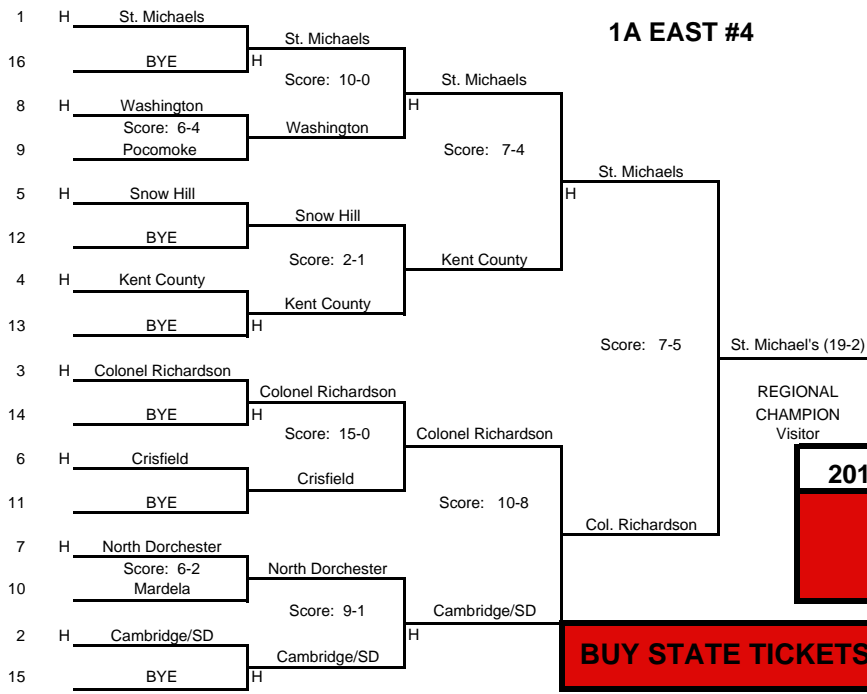 1A EAST #4
1 H St. Michaels
St. Michaels
16 BYE H
Score: 10-0 St. Michaels
8 H Washington H
Score: 6-4 Washington
9 Pocomoke Score: 7-4
St. Michaels
5 H Snow Hill H
Snow Hill
12 BYE
Score: 2-1 Kent County
4 H Kent County
Kent County
13 BYE H
Score: 7-5 St. Michael's (19-2)
3 H Colonel Richardson
Colonel Richardson REGIONAL
14 BYE H CHAMPION
Score: 15-0 Colonel Richardson Visitor
6 H Crisfield
Crisfield 201
11 BYE Score: 10-8
Col. Richardson
7 H North Dorchester
Score: 6-2 North Dorchester
10 Mardela
Score: 9-1 Cambridge/SD
2 H Cambridge/SD H
Cambridge/SD BUY STATE TICKETS
15 BYE H